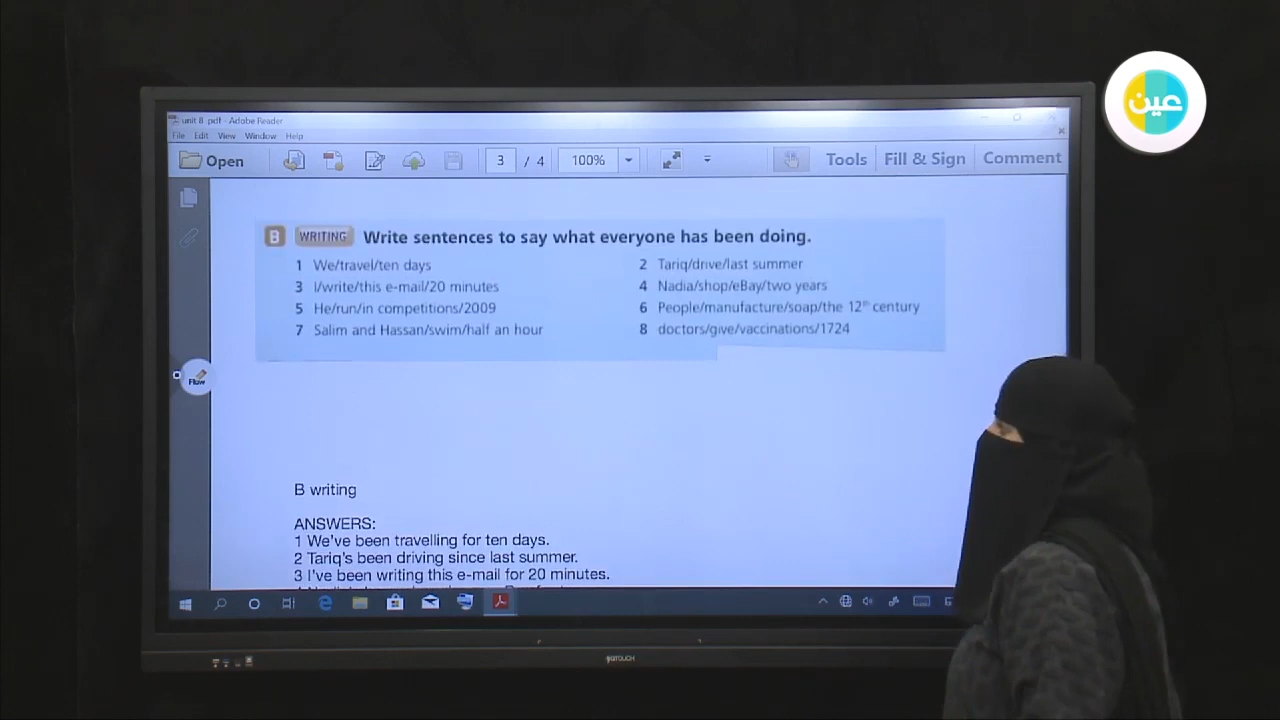 عين
unit 8 .pdf - Adobe Reader
File Edit View Window Help
Open 3 / 4 100% Tools Fill & Sign Comment
B WRITING Write sentences to say what everyone has been doing.
1 We/travel/ten days
2 Tariq/drive/last summer
3 I/write/this e-mail/20 minutes
4 Nadia/shop/eBay/two years
5 He/run/in competitions/2009
6 People/manufacture/soap/the 12th century
7 Salim and Hassan/swim/half an hour
8 doctors/give/vaccinations/1724
Flow
B writing
ANSWERS:
1 We've been travelling for ten days.
2 Tariq's been driving since last summer.
3 I've been writing this e-mail for 20 minutes.